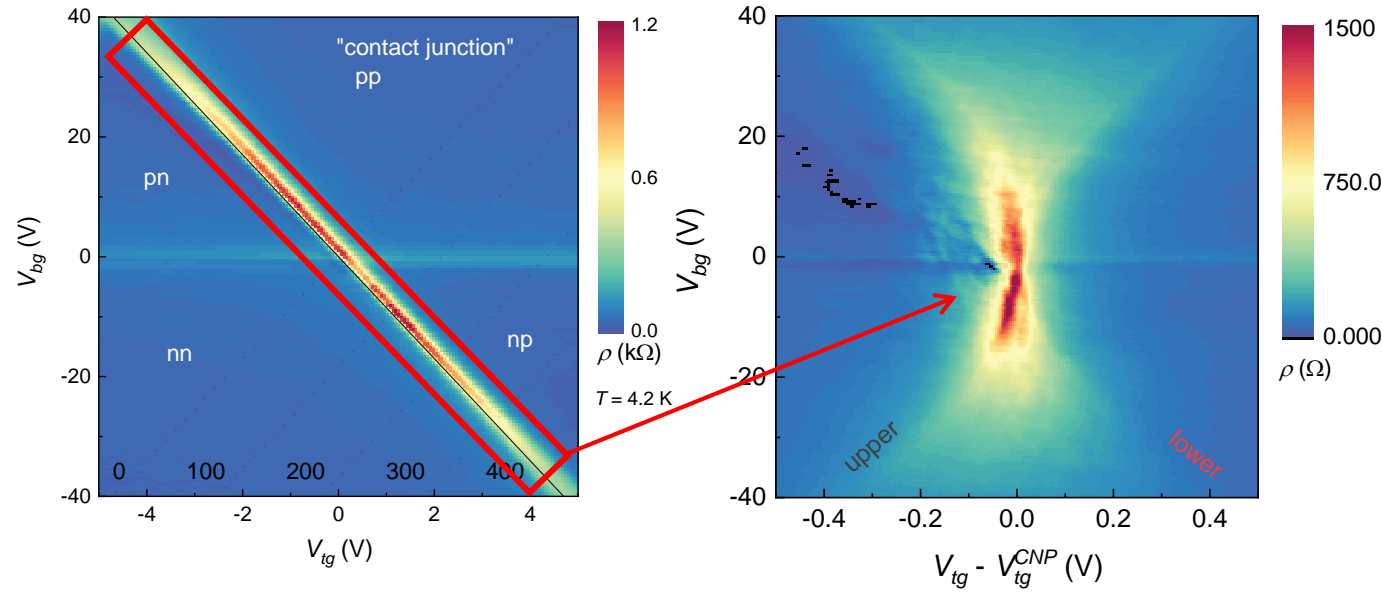 "contact junction"
pp
pn
nn
np
0 100 200 300 400
40
20
0
-20
-40
-4 -2 0 2 4
V_bg (V)
V_tg (V)
1.2
0.6
0.0
ρ (kΩ)
T = 4.2 K
40
20
0
-20
-40
-0.4 -0.2 0.0 0.2 0.4
V_bg (V)
V_tg - V_tg^CNP (V)
upper
lower
1500
750.0
0.000
ρ (Ω)